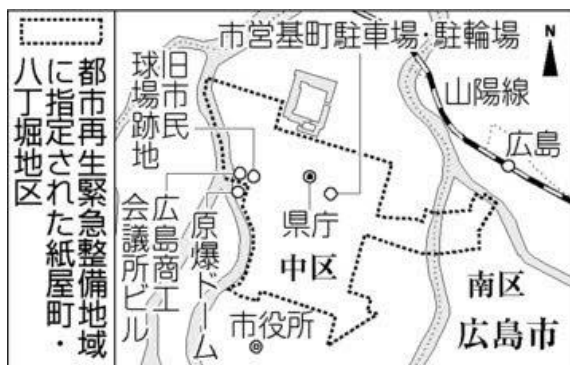 都市再生緊急整備地域
に指定された紙屋町・
八丁堀地区
市営基町駐車場・駐輪場
N
旧市民
球場跡地
山陽線
広島
広島商工
会議所ビル
原爆ドーム
県庁
中区
南区
広島市
市役所